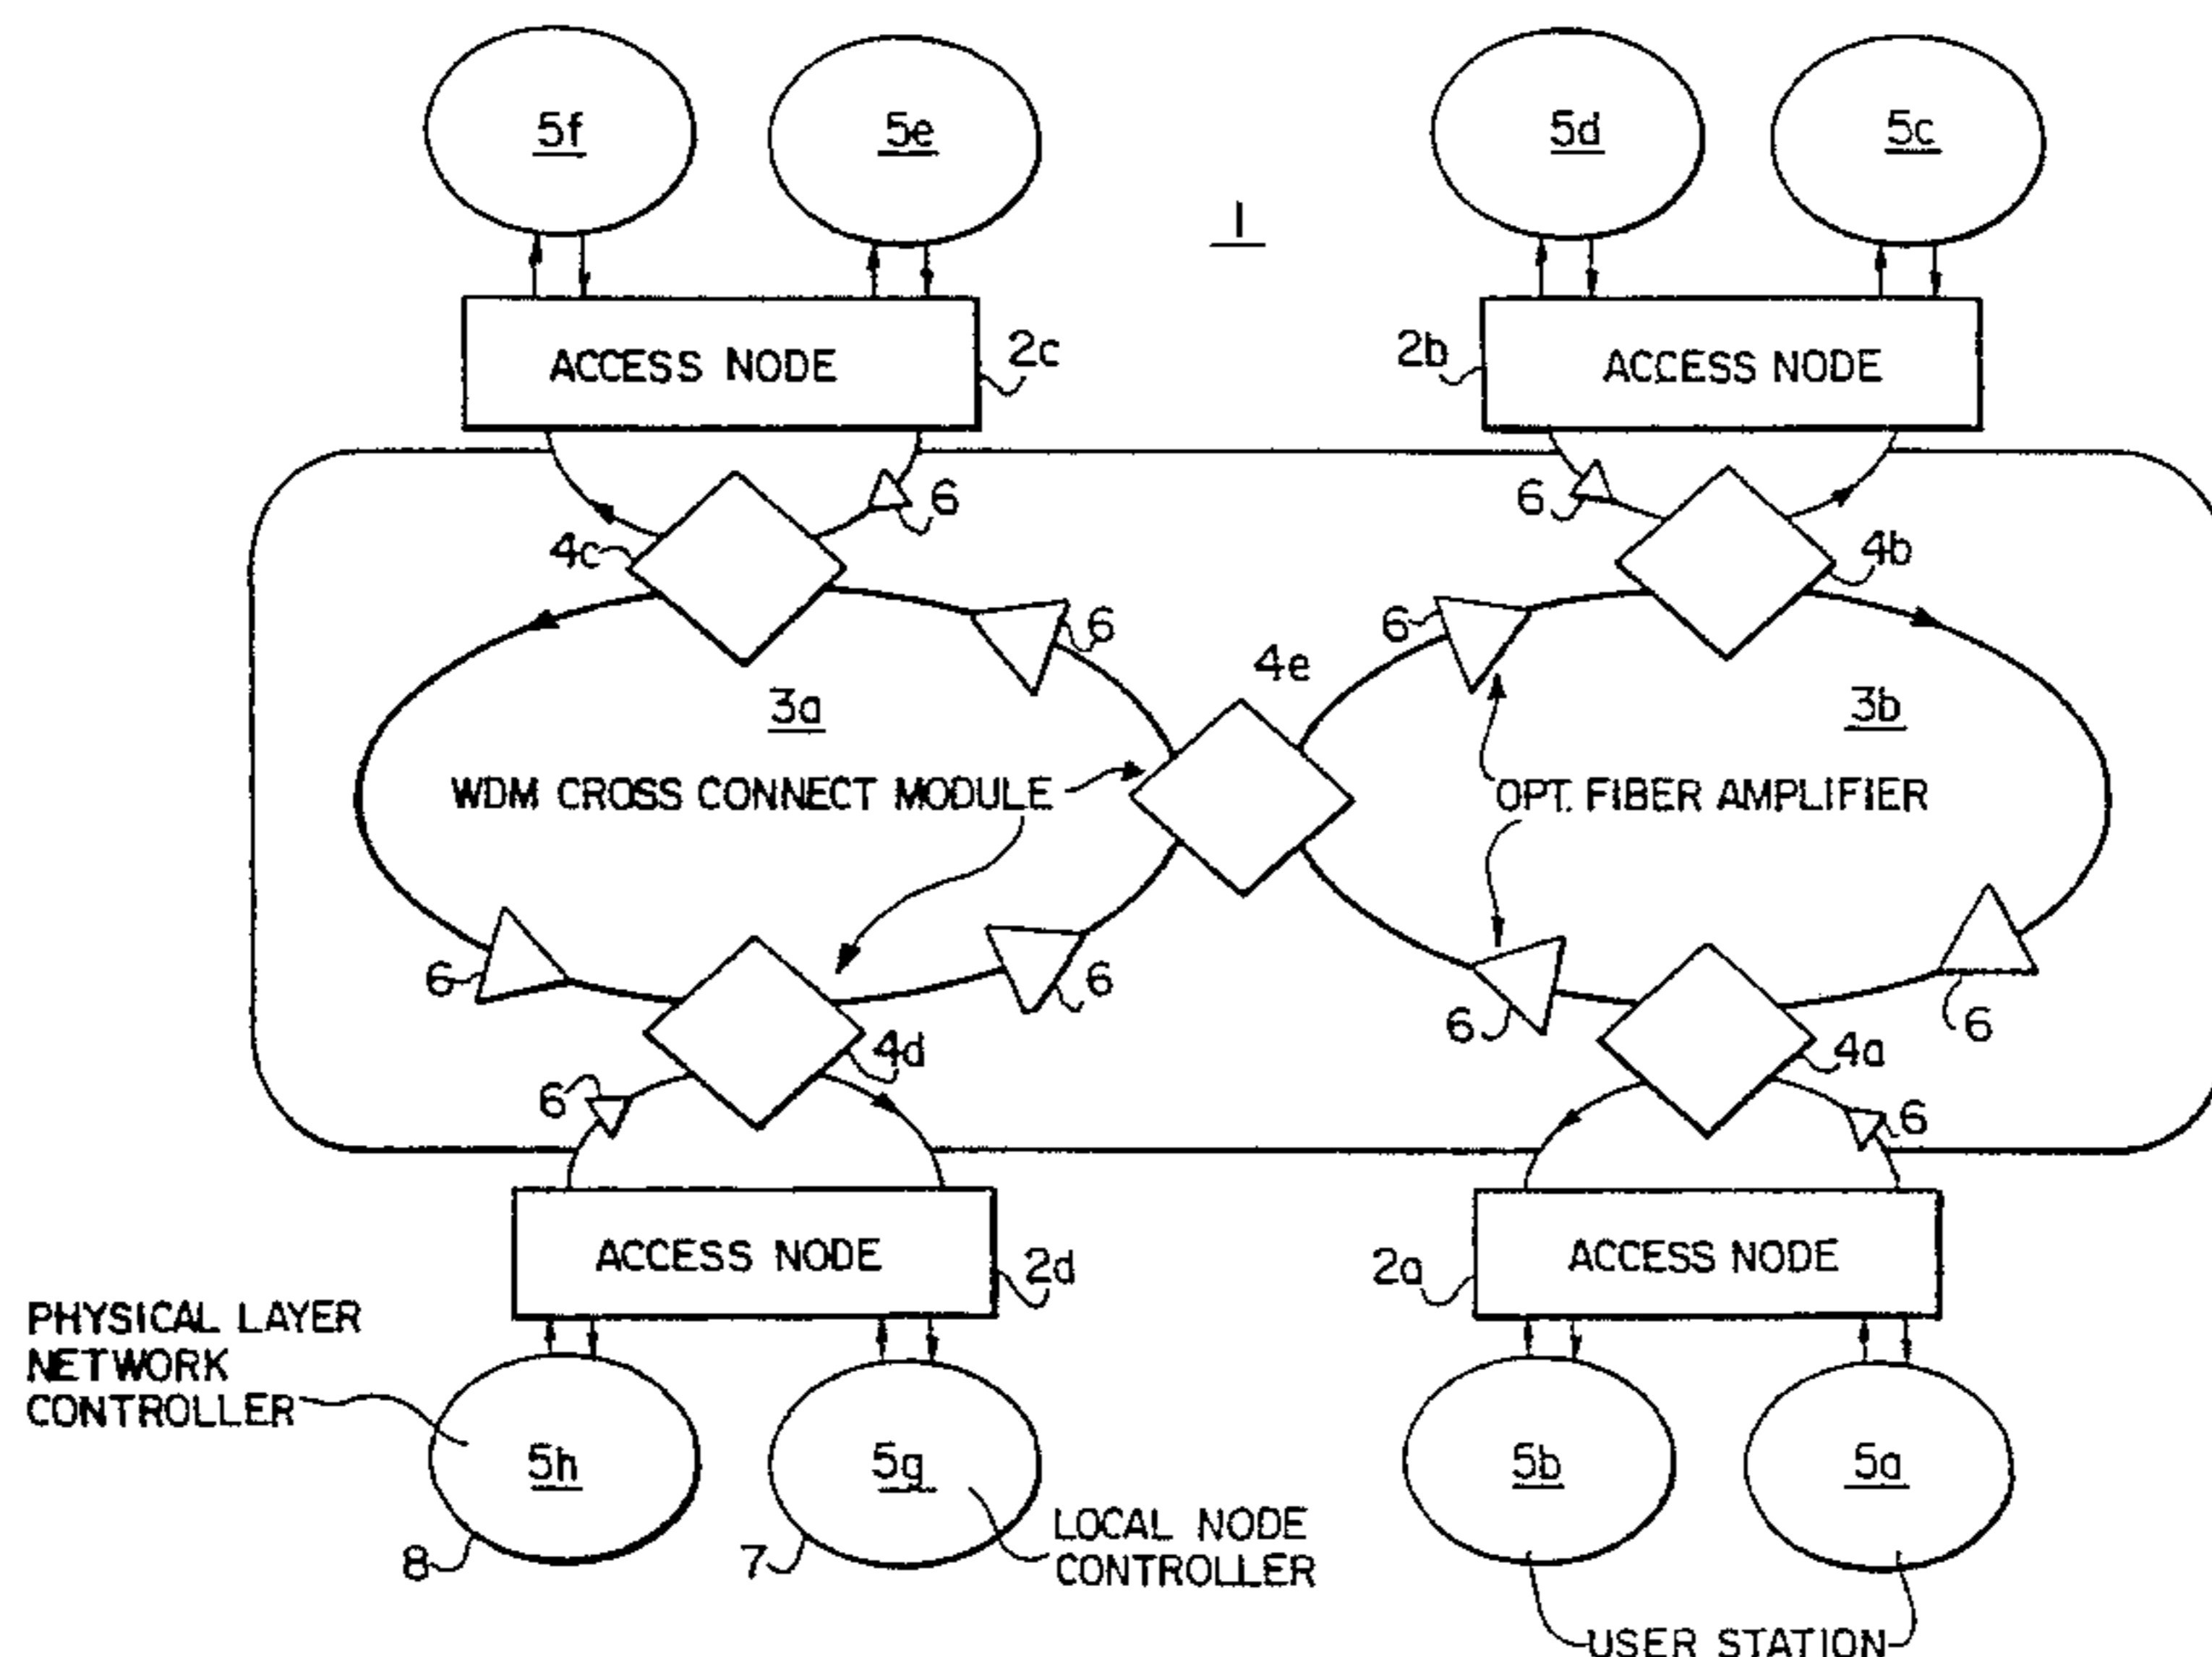 5f
5e
5d
5c
1
ACCESS NODE
2c
2b
ACCESS NODE
6
6
4c
4b
6
6
4e
3a
3b
WDM CROSS CONNECT MODULE
OPT. FIBER AMPLIFIER
6
6
6
6
4d
4a
6
6
ACCESS NODE
2d
2a
ACCESS NODE
PHYSICAL LAYER
NETWORK
CONTROLLER
5h
5g
5b
5a
8
7
LOCAL NODE
CONTROLLER
USER STATION